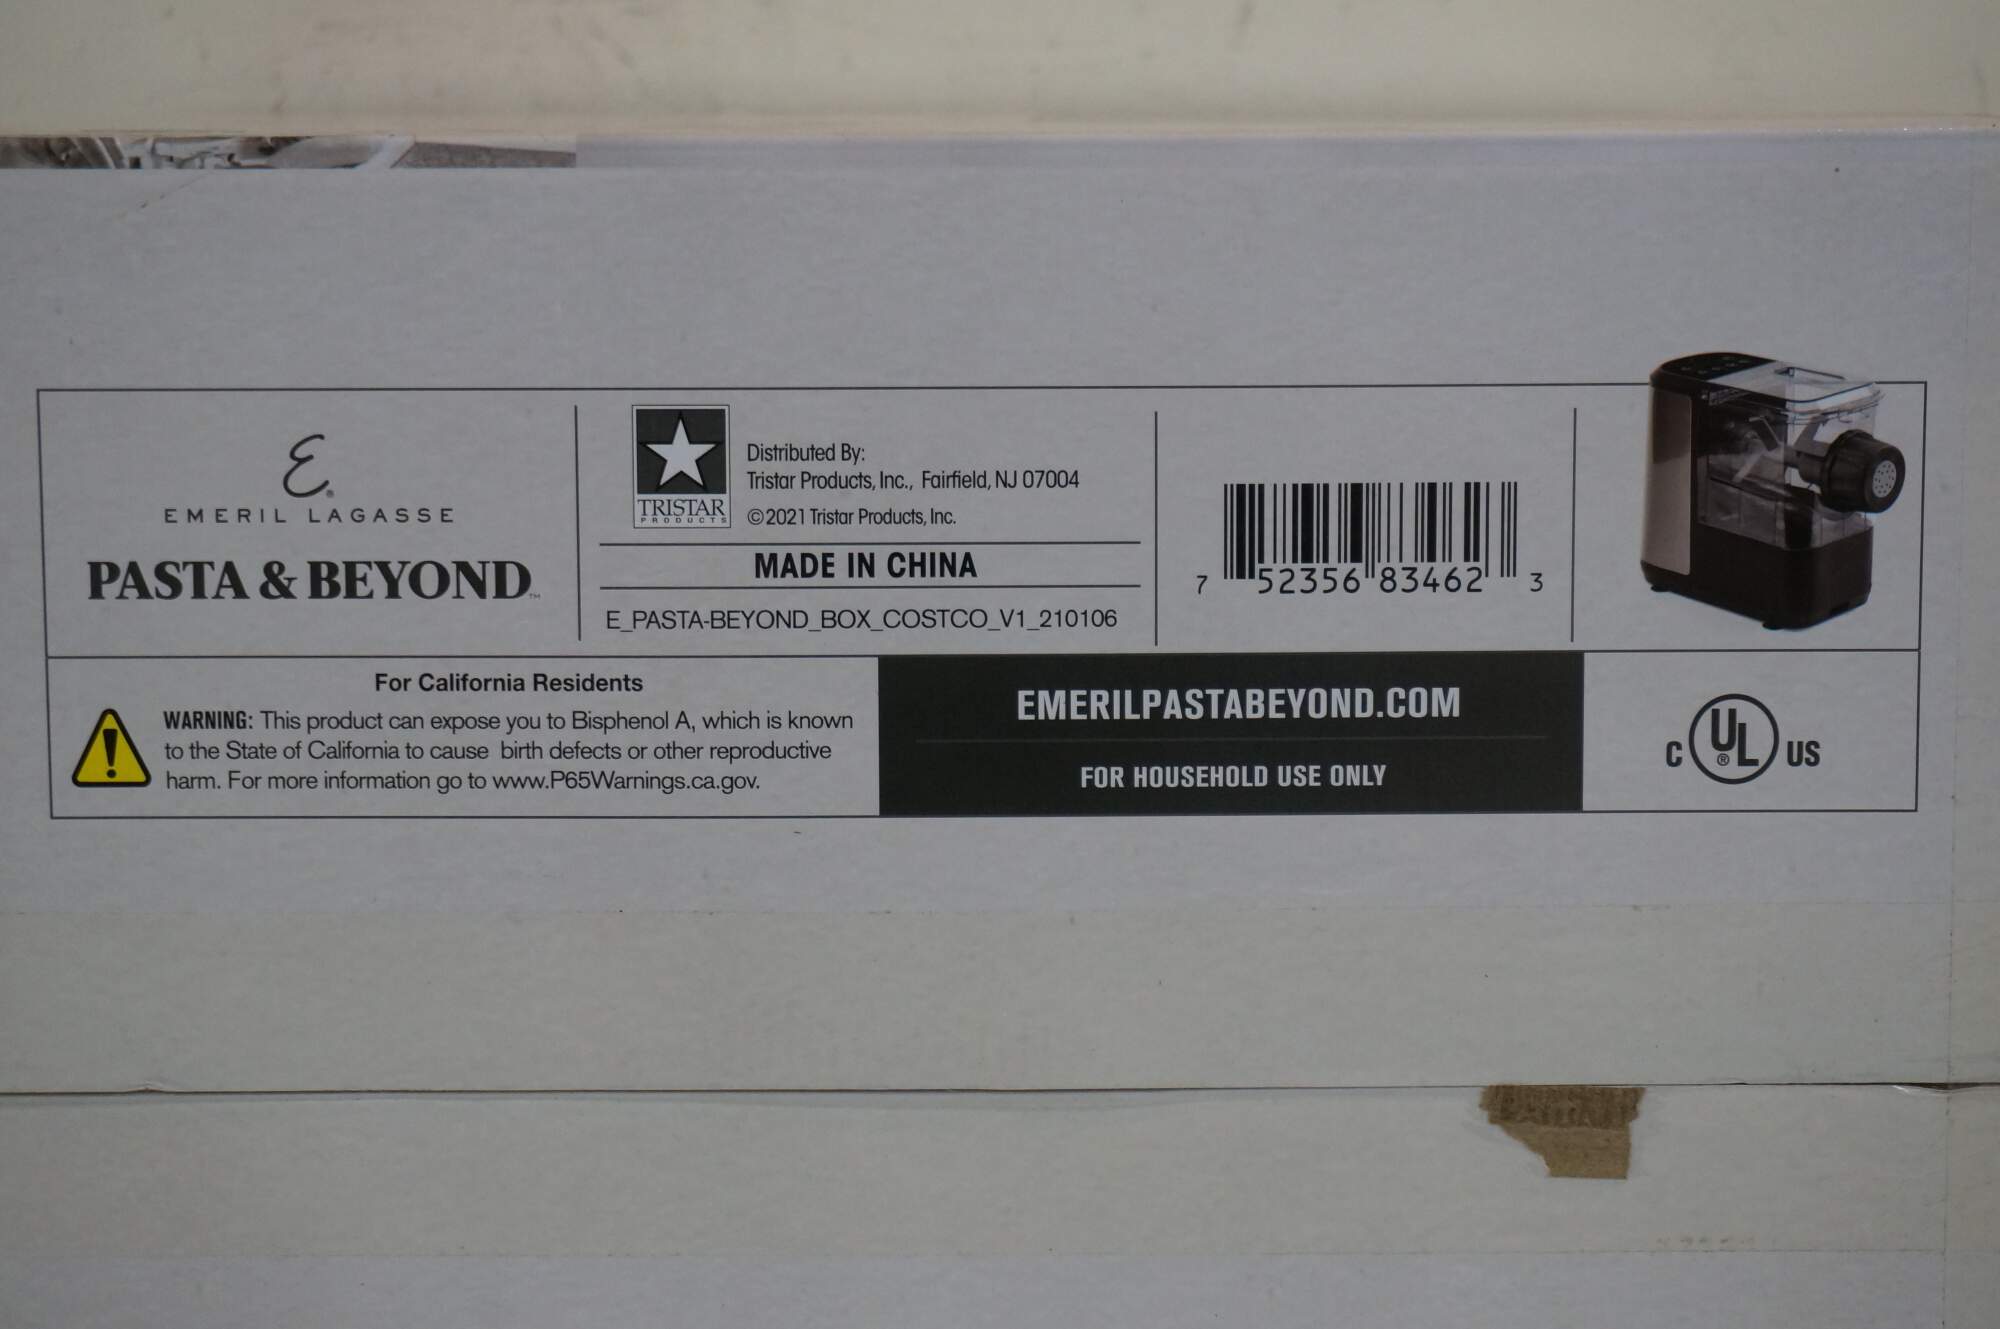 E®
EMERIL LAGASSE
PASTA & BEYOND™
TRISTAR
PRODUCTS
Distributed By:
Tristar Products, Inc., Fairfield, NJ 07004
©2021 Tristar Products, Inc.
MADE IN CHINA
E_PASTA-BEYOND_BOX_COSTCO_V1_210106
7 52356 83462 3
For California Residents
WARNING: This product can expose you to Bisphenol A, which is known
to the State of California to cause birth defects or other reproductive
harm. For more information go to www.P65Warnings.ca.gov.
EMERILPASTABEYOND.COM
FOR HOUSEHOLD USE ONLY
C UL® US